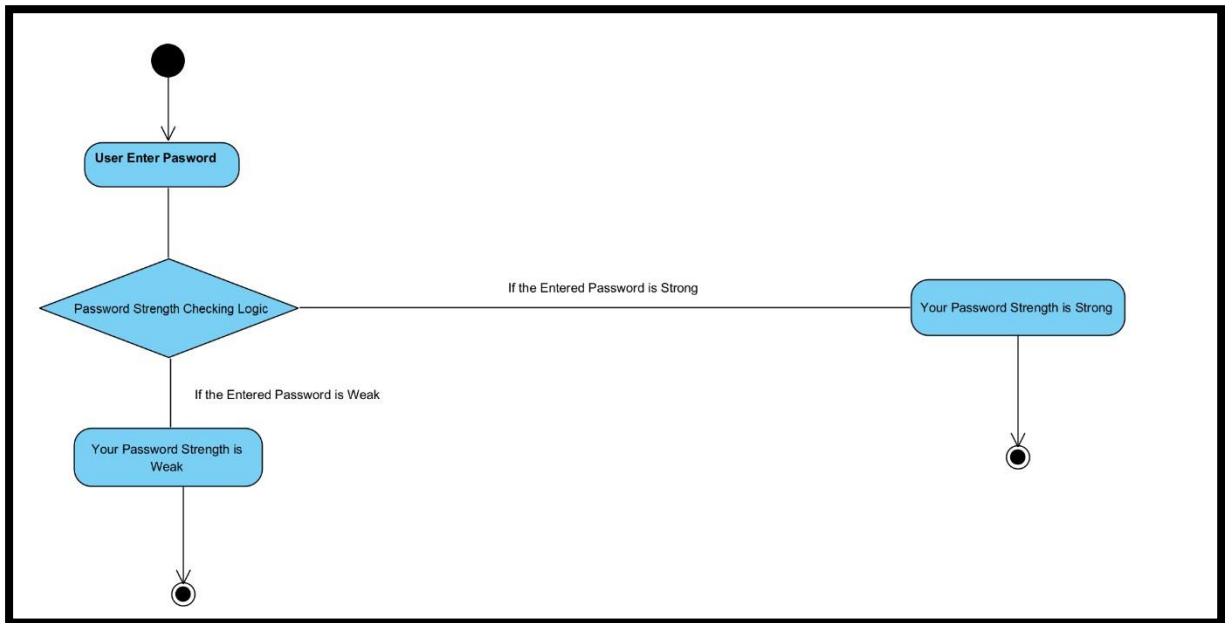 User Enter Pasword
Password Strength Checking Logic
If the Entered Password is Strong
Your Password Strength is Strong
If the Entered Password is Weak
Your Password Strength is
Weak